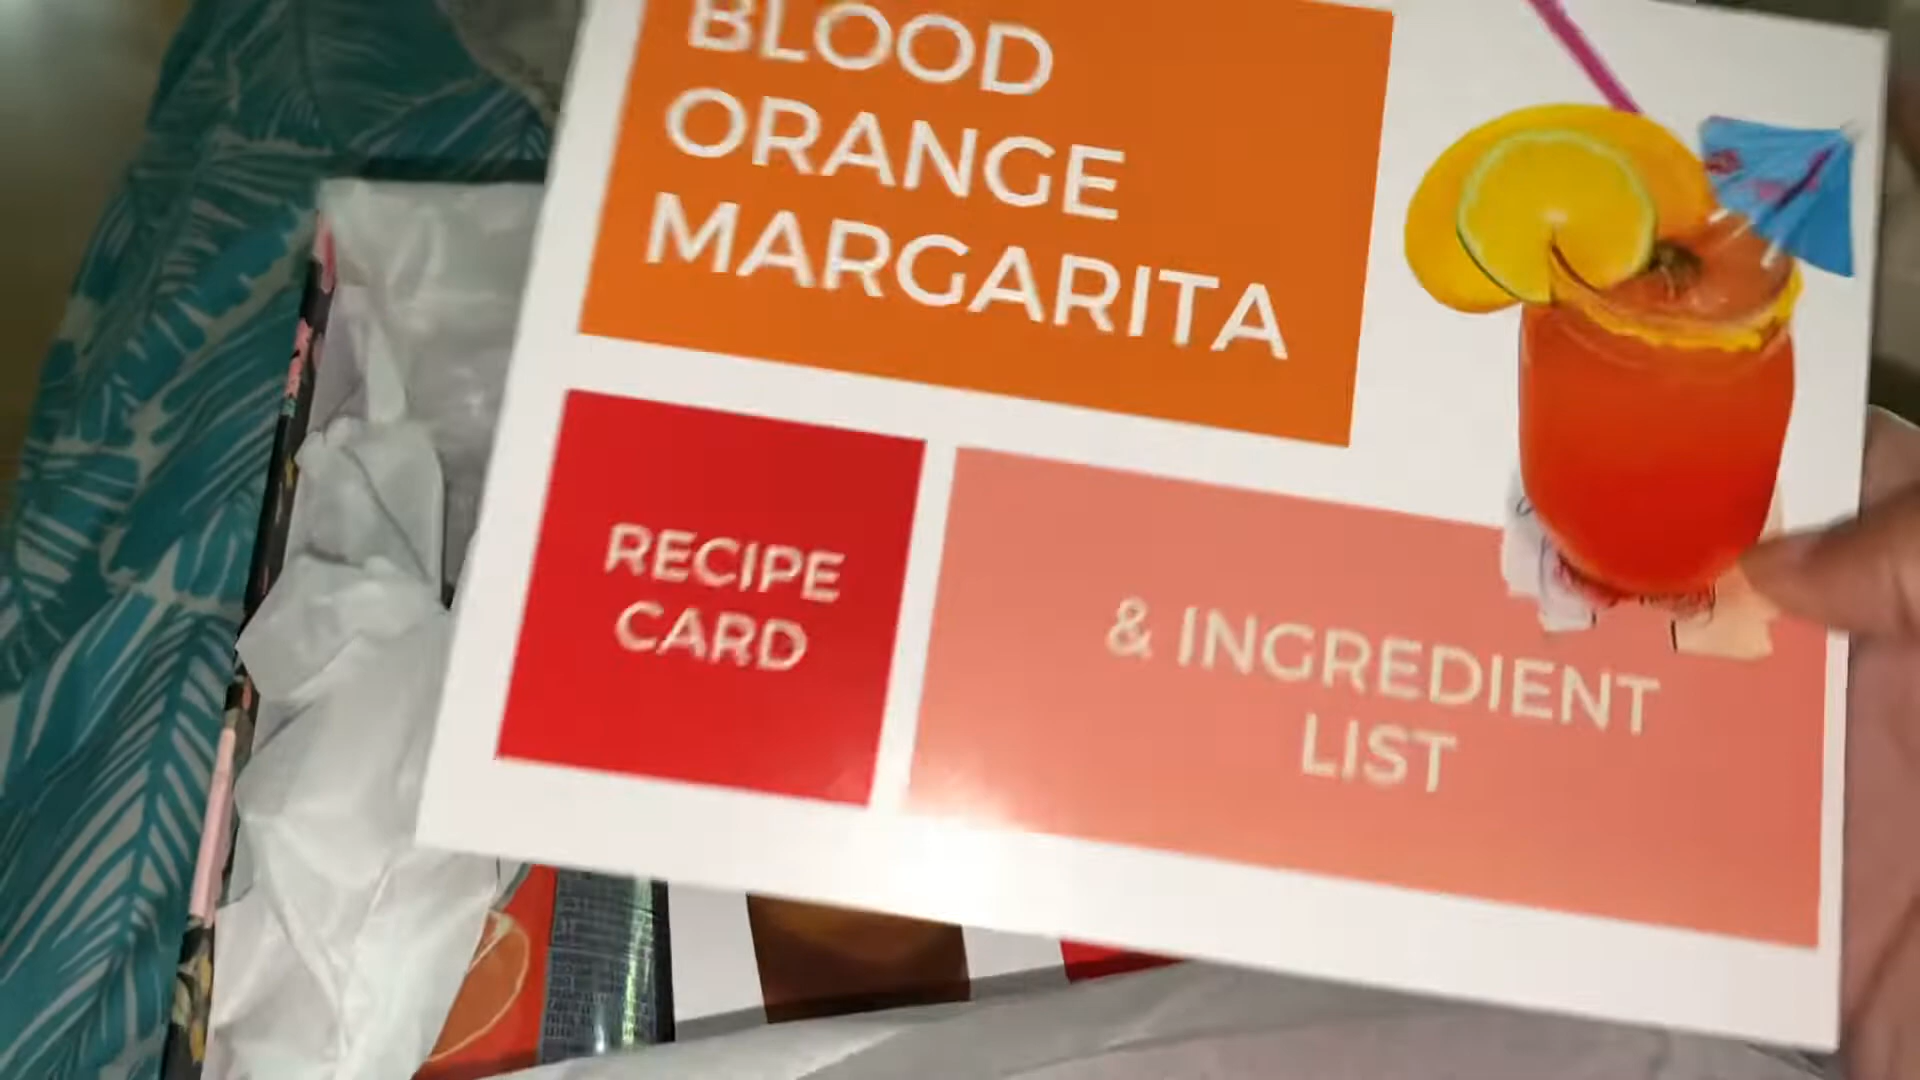 BLOOD
ORANGE
MARGARITA
RECIPE
CARD
& INGREDIENT
LIST